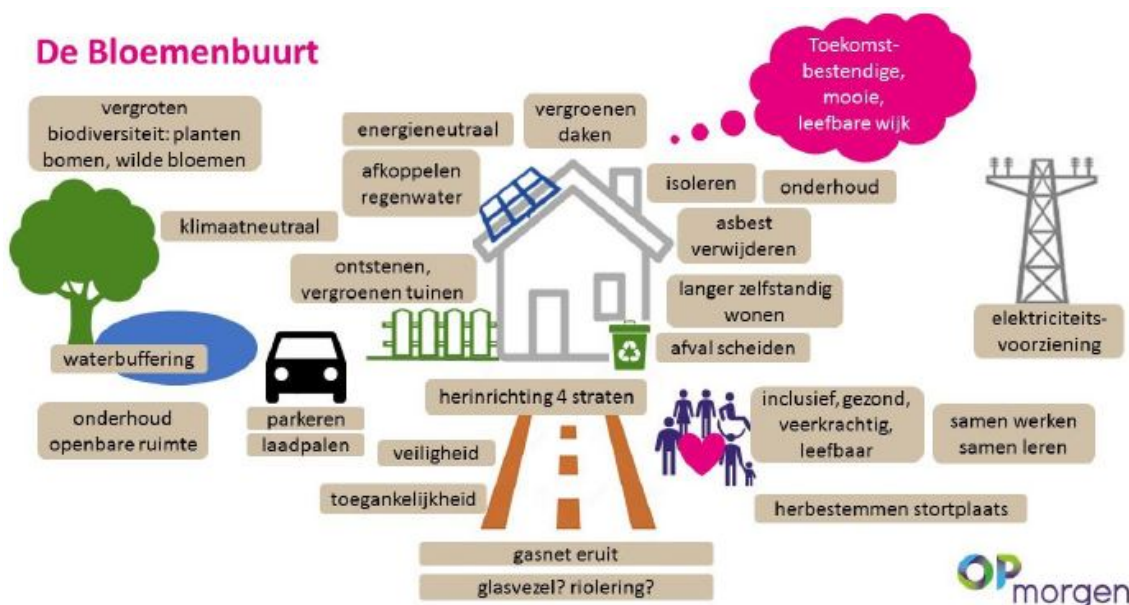 De Bloemenbuurt
Toekomst-
bestendige,
mooie,
leefbare wijk
vergroten
biodiversiteit: planten
bomen, wilde bloemen
energieneutraal
vergroenen
daken
afkoppelen
regenwater
isoleren
onderhoud
klimaatneutraal
asbest
verwijderen
ontstenen,
vergroenen tuinen
langer zelfstandig
wonen
elektriciteits-
voorziening
waterbuffering
afval scheiden
herinrichting 4 straten
onderhoud
openbare ruimte
parkeren
laadpalen
inclusief, gezond,
veerkrachtig,
leefbaar
samen werken
samen leren
veiligheid
toegankelijkheid
herbestemmen stortplaats
gasnet eruit
glasvezel? riolering?
OP
morgen